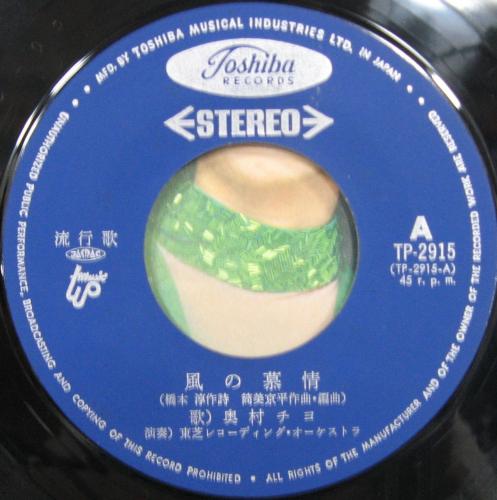 MFD. BY TOSHIBA MUSICAL INDUSTRIES LTD. IN JAPAN
Toshiba
RECORDS
STEREO
流行歌
JASRAC
Music
A
TP-2915
(TP-2915-A)
45 r. p. m.
風の慕情
(橋本 淳作詩 筒美京平作曲・編曲)
歌) 奥村チヨ
演奏) 東芝レコーディング・オーケストラ
UNAUTHORIZED PUBLIC PERFORMANCE, BROADCASTING AND COPYING OF THIS RECORD PROHIBITED • ALL RIGHTS OF THE MANUFACTURER AND OF THE OWNER OF THE RECORDED WORK ARE RESERVED